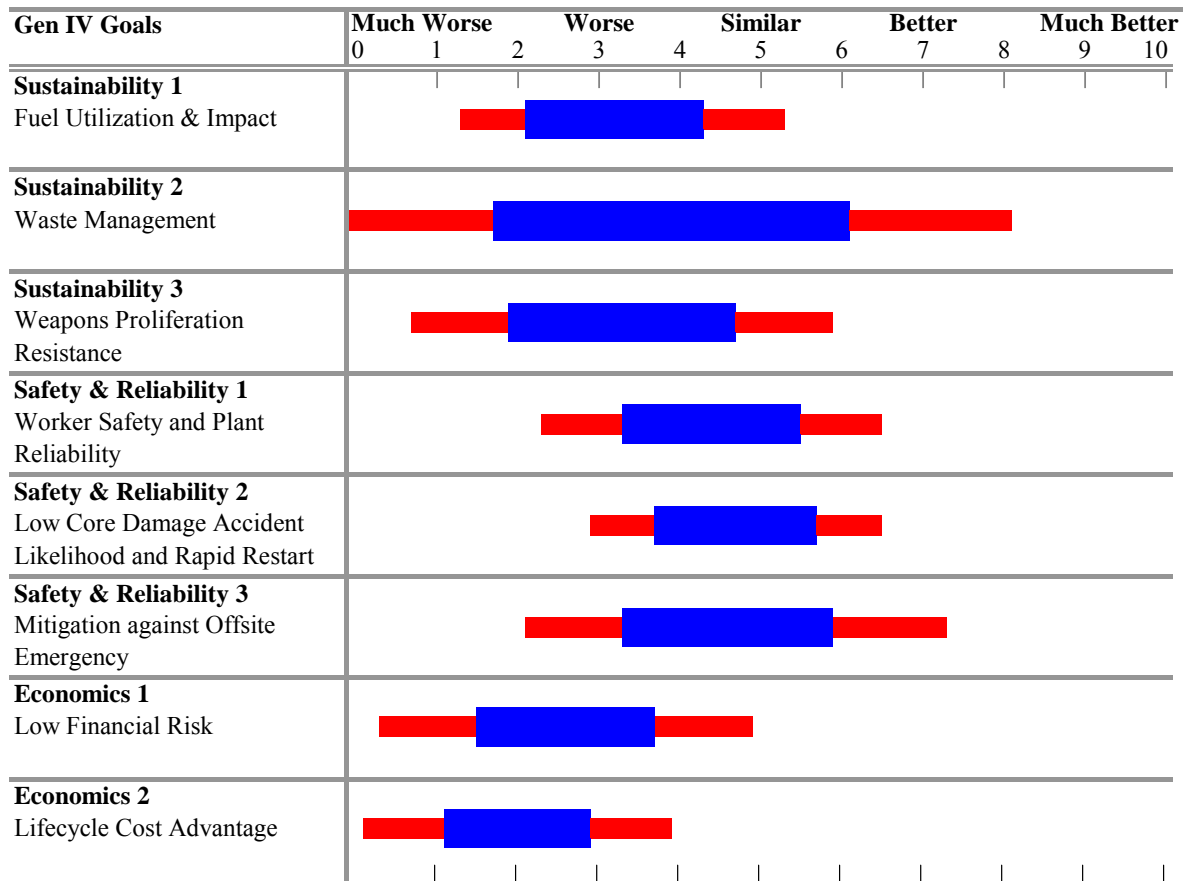 Gen IV Goals Much Worse Worse Similar Better Much Better
0 1 2 3 4 5 6 7 8 9 10
Sustainability 1
Fuel Utilization & Impact
Sustainability 2
Waste Management
Sustainability 3
Weapons Proliferation
Resistance
Safety & Reliability 1
Worker Safety and Plant
Reliability
Safety & Reliability 2
Low Core Damage Accident
Likelihood and Rapid Restart
Safety & Reliability 3
Mitigation against Offsite
Emergency
Economics 1
Low Financial Risk
Economics 2
Lifecycle Cost Advantage